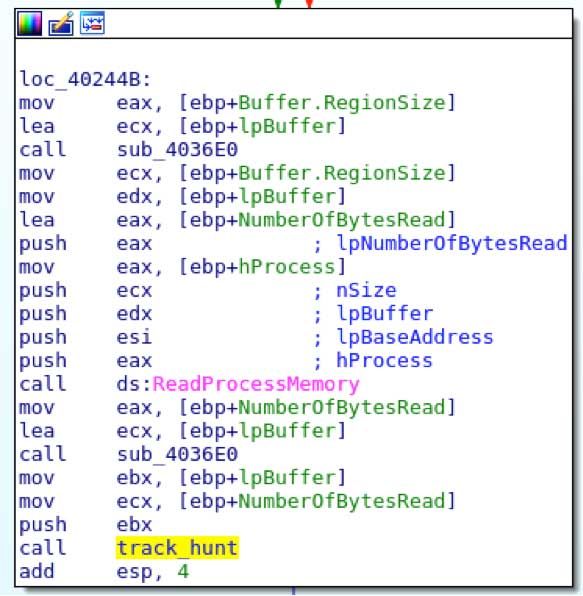 loc_40244B:
mov eax, [ebp+Buffer.RegionSize]
lea ecx, [ebp+lpBuffer]
call sub_4036E0
mov ecx, [ebp+Buffer.RegionSize]
mov edx, [ebp+lpBuffer]
lea eax, [ebp+NumberOfBytesRead]
push eax ; lpNumberOfBytesRead
mov eax, [ebp+hProcess]
push ecx ; nSize
push edx ; lpBuffer
push esi ; lpBaseAddress
push eax ; hProcess
call ds:ReadProcessMemory
mov eax, [ebp+NumberOfBytesRead]
lea ecx, [ebp+lpBuffer]
call sub_4036E0
mov ebx, [ebp+lpBuffer]
mov ecx, [ebp+NumberOfBytesRead]
push ebx
call track_hunt
add esp, 4